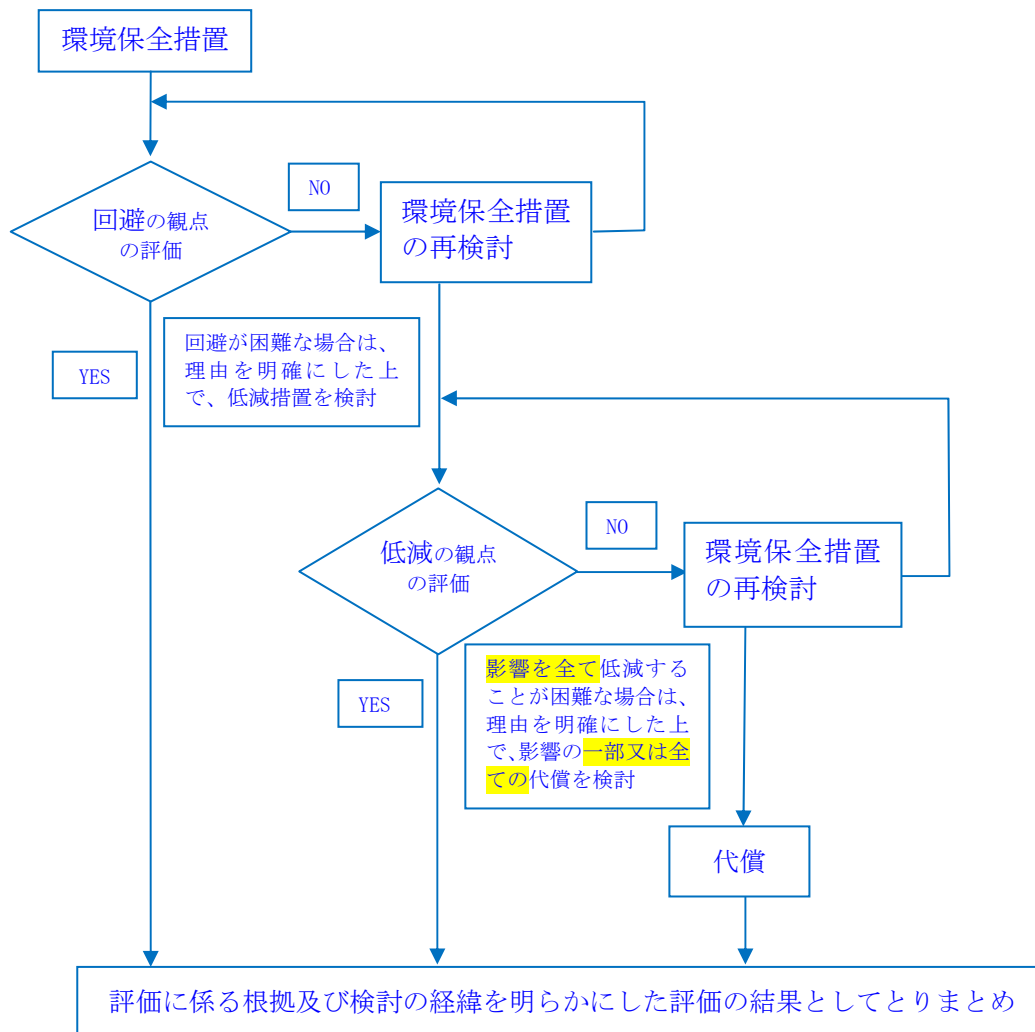 環境保全措置
NO
環境保全措置
の再検討
回避の観点
の評価
回避が困難な場合は、
理由を明確にした上
で、低減措置を検討
YES
NO
環境保全措置
の再検討
低減の観点
の評価
影響を全て低減する
ことが困難な場合は、
理由を明確にした上
で、影響の一部又は全
ての代償を検討
YES
代償
評価に係る根拠及び検討の経緯を明らかにした評価の結果としてとりまとめ